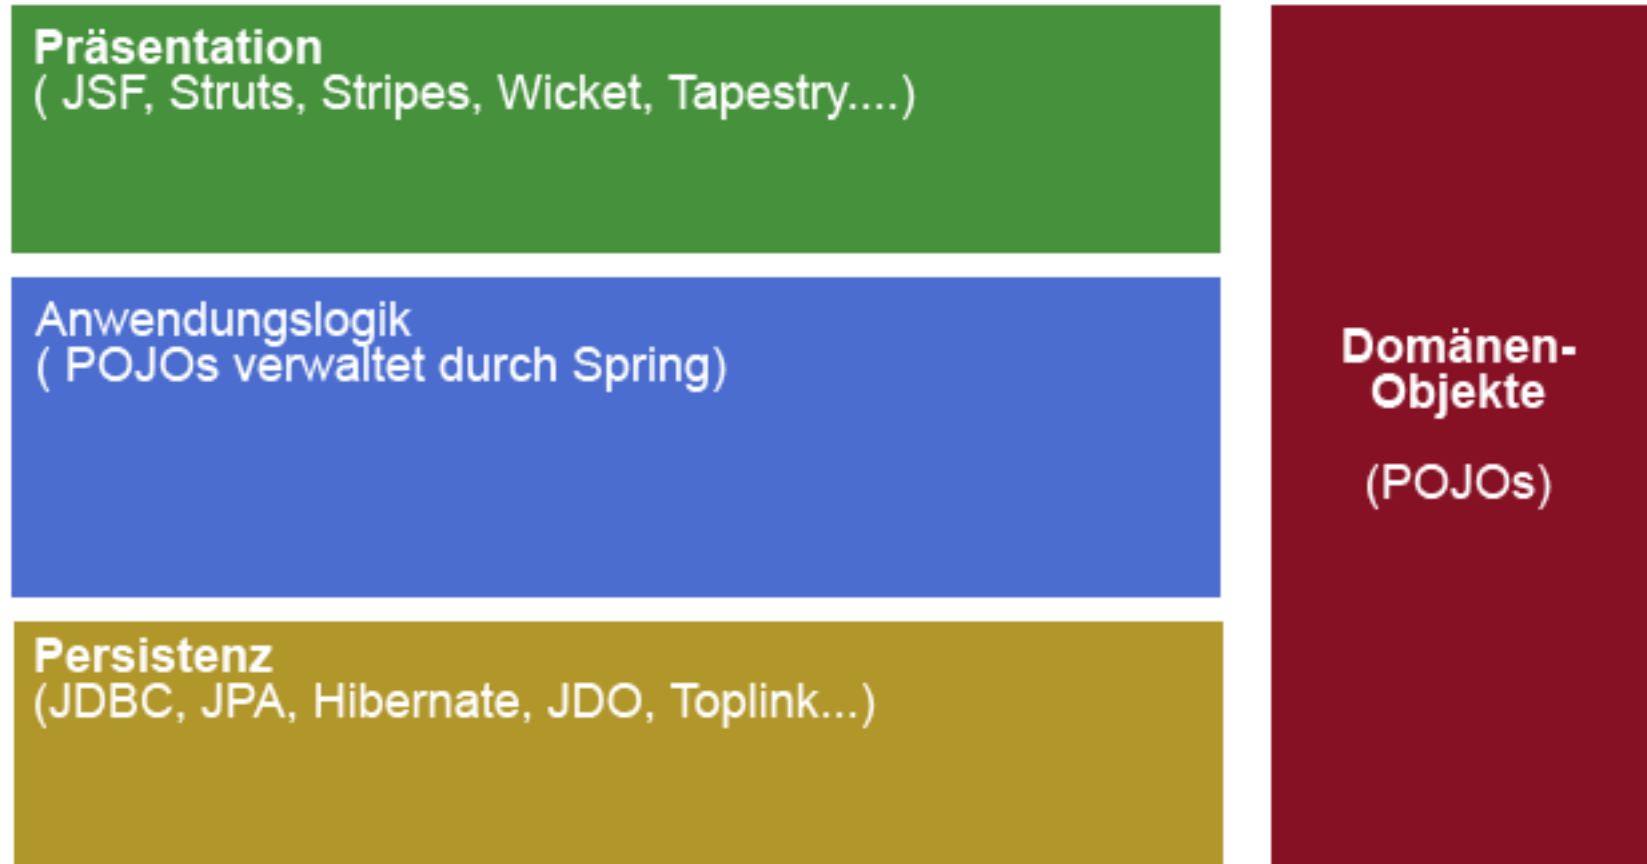 Präsentation
( JSF, Struts, Stripes, Wicket, Tapestry....)
Anwendungslogik
( POJOs verwaltet durch Spring)
Persistenz
(JDBC, JPA, Hibernate, JDO, Toplink...)
Domänen-
Objekte
(POJOs)